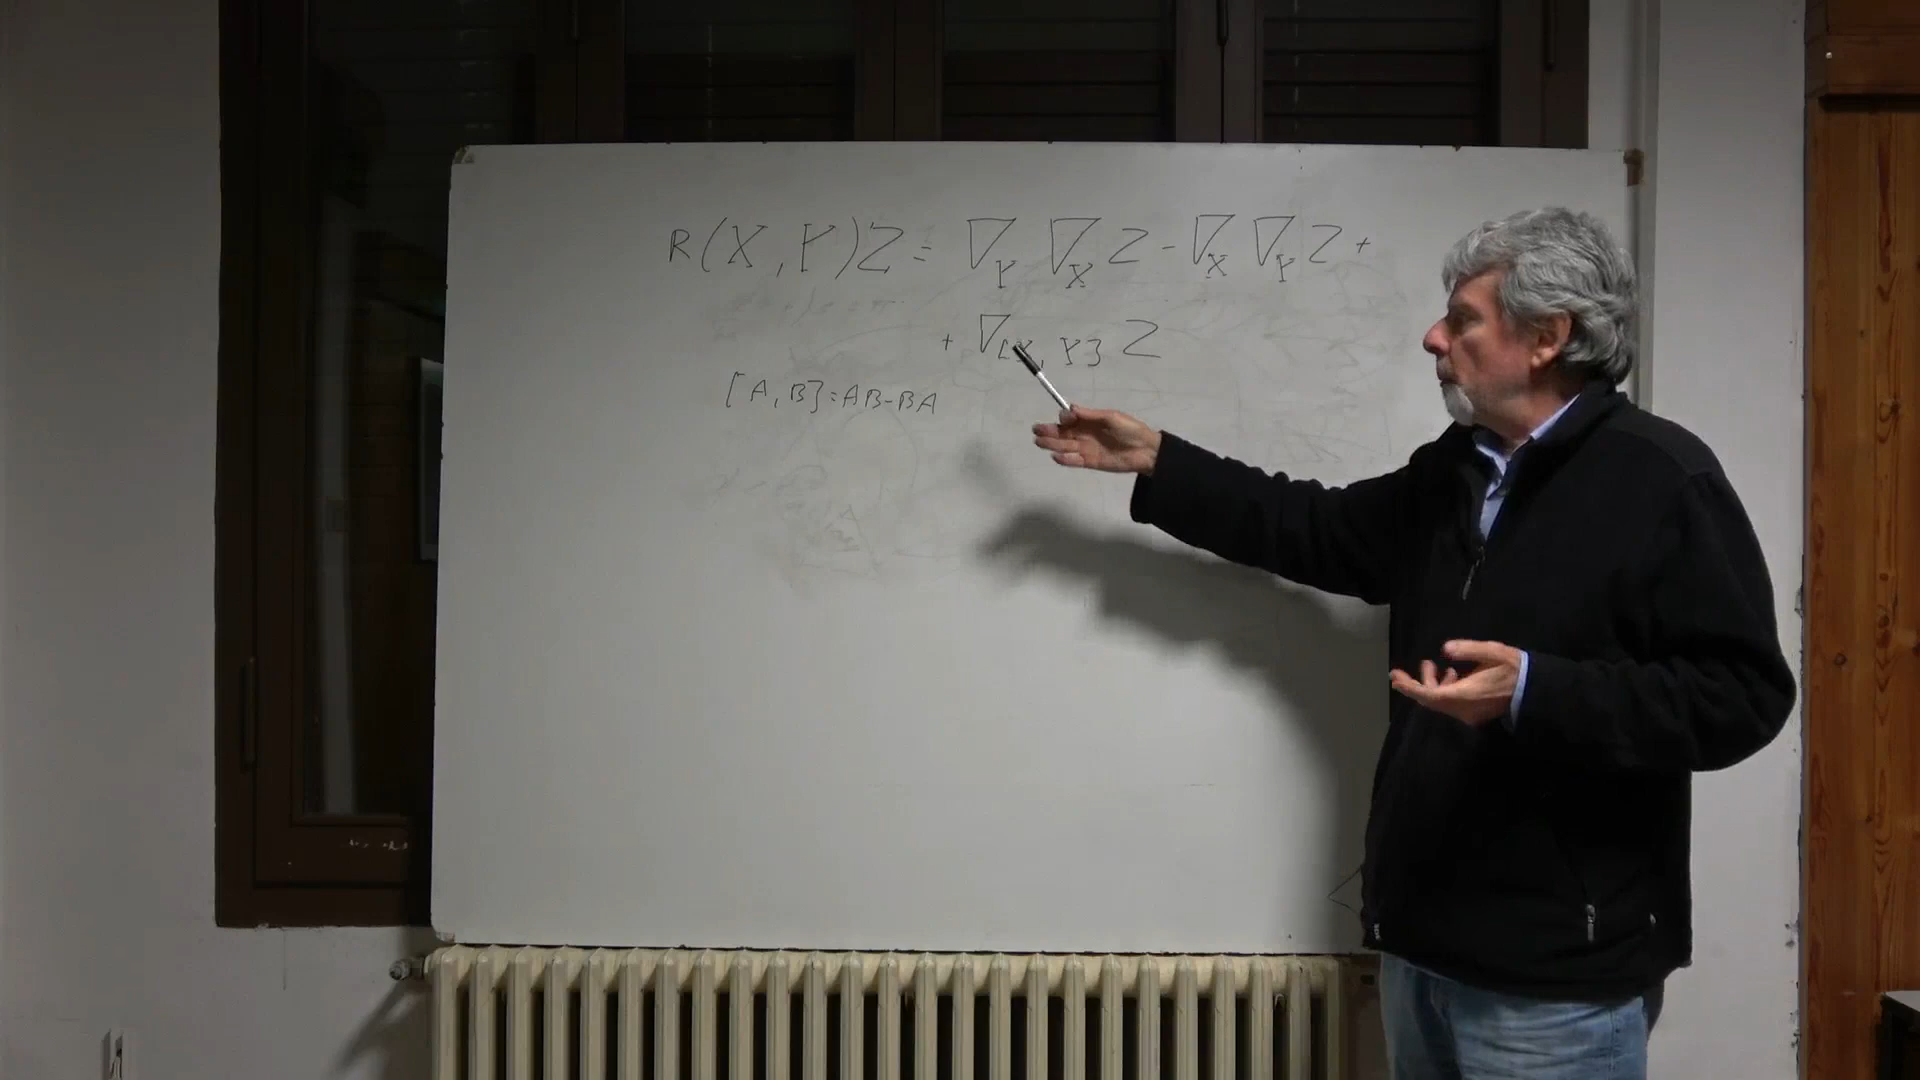 R(X,Y)Z = ∇_Y ∇_X Z - ∇_X ∇_Y Z +
+ ∇_[X,Y] Z
[A,B] = AB-BA